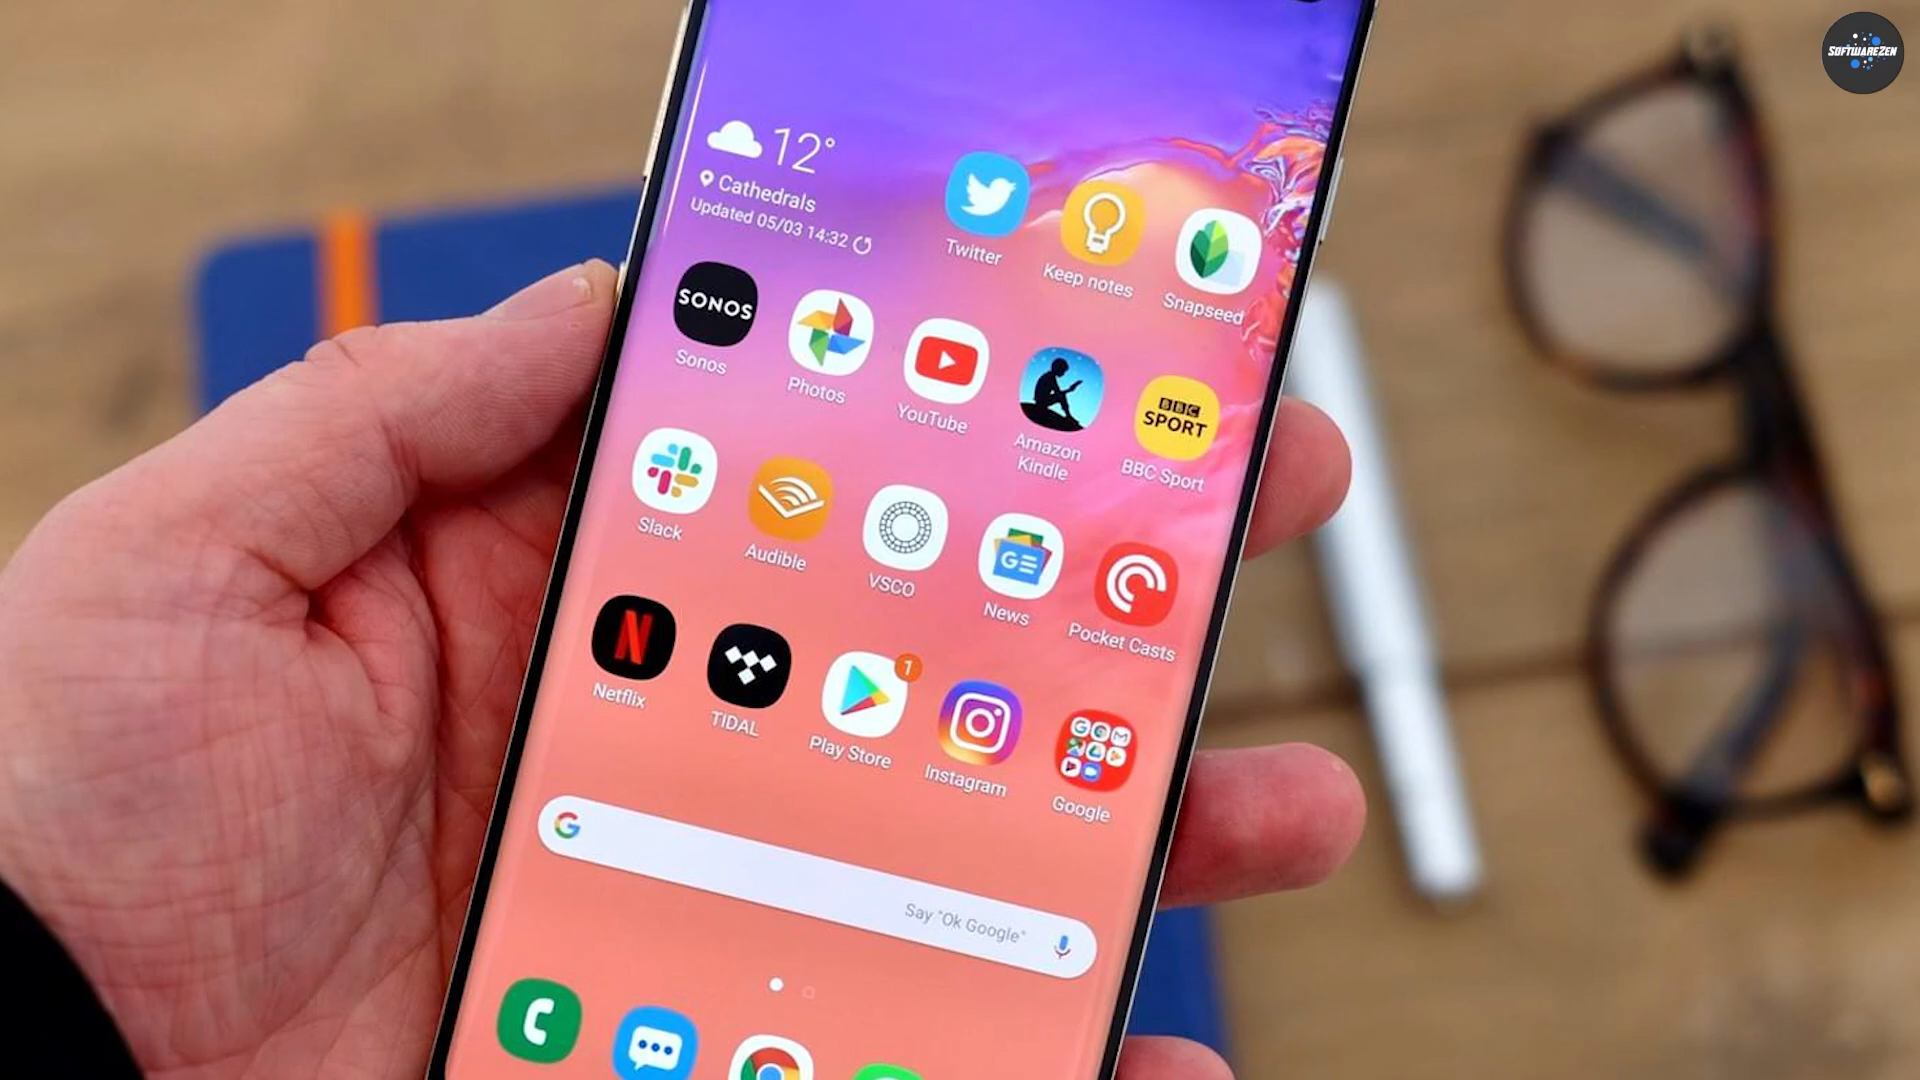 SOFTWAREZEN
12°
Cathedrals
Updated 05/03 14:32
Twitter
Keep notes
Snapseed
SONOS
Sonos
Photos
YouTube
Amazon
Kindle
BBC
SPORT
BBC Sport
Slack
Audible
VSCO
GE
News
Pocket Casts
N
Netflix
TIDAL
1
Play Store
Instagram
Google
G
Say "Ok Google"